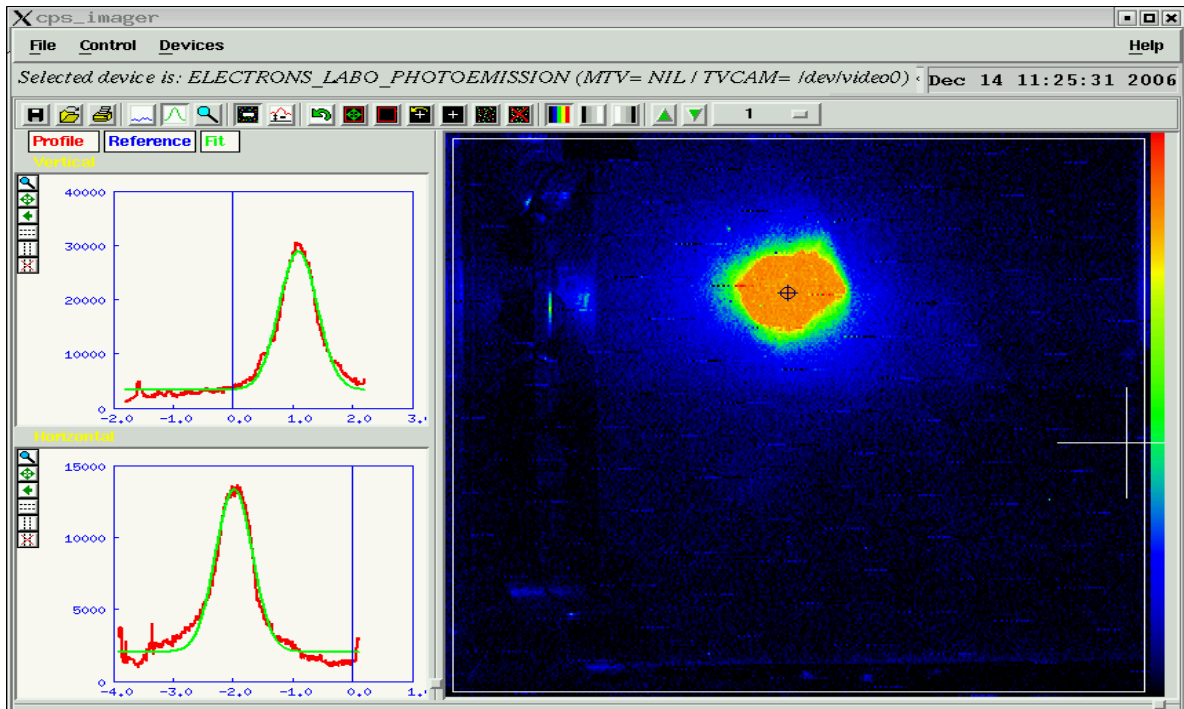 cps_imager
File Control Devices Help
Selected device is: ELECTRONS_LABO_PHOTOEMISSION (MTV= NIL / TVCAM= /dev/video0)
Dec 14 11:25:31 2006
1
Profile Reference Fit
Vertical
40000
30000
20000
10000
0
-2.0 -1.0 0.0 1.0 2.0 3.
Horizontal
15000
10000
5000
0
-4.0 -3.0 -2.0 -1.0 0.0 1.